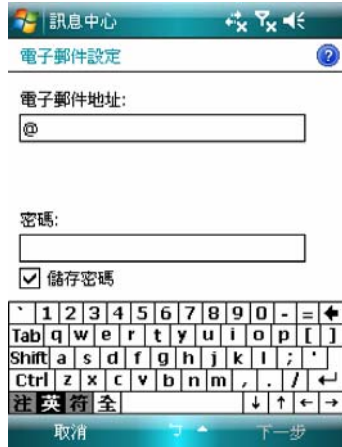 訊息中心
電子郵件設定
電子郵件地址:
@
密碼:
儲存密碼
` 1 2 3 4 5 6 7 8 9 0 - =
Tab q w e r t y u i o p [ ]
Shift a s d f g h j k l ; '
Ctrl z x c v b n m , . /
注 英 符 全
取消 ㄅ 下一步